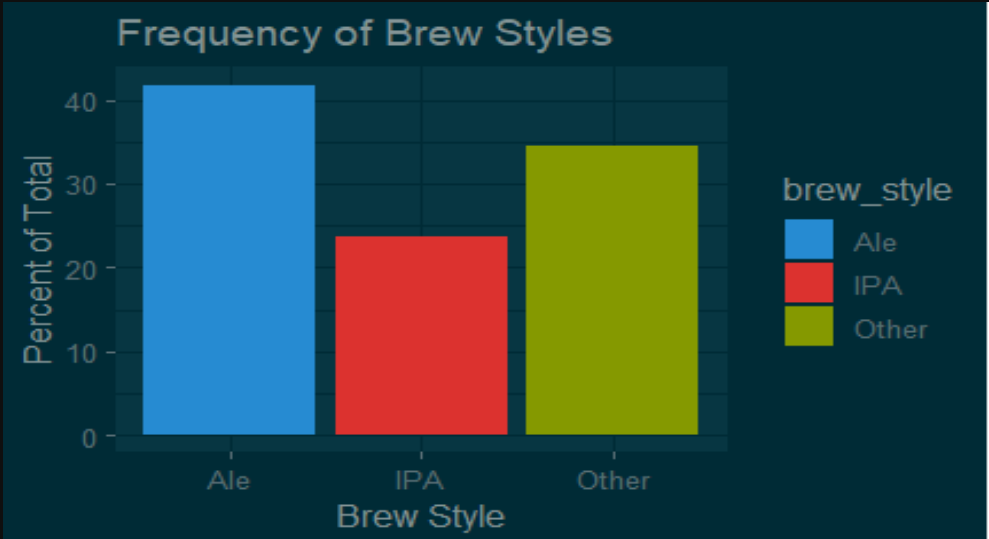 Frequency of Brew Styles
Percent of Total
40
30
20
10
0
Ale
IPA
Other
Brew Style
brew_style
Ale
IPA
Other